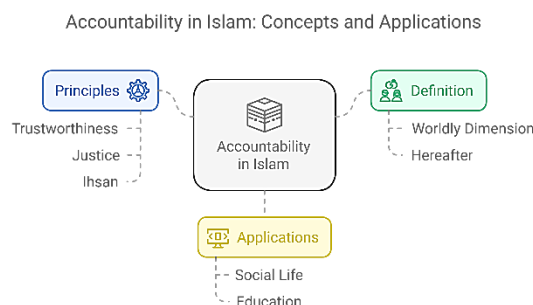 Accountability in Islam: Concepts and Applications
Principles
Trustworthiness
Justice
Ihsan
Accountability
in Islam
Definition
Worldly Dimension
Hereafter
Applications
Social Life
Education